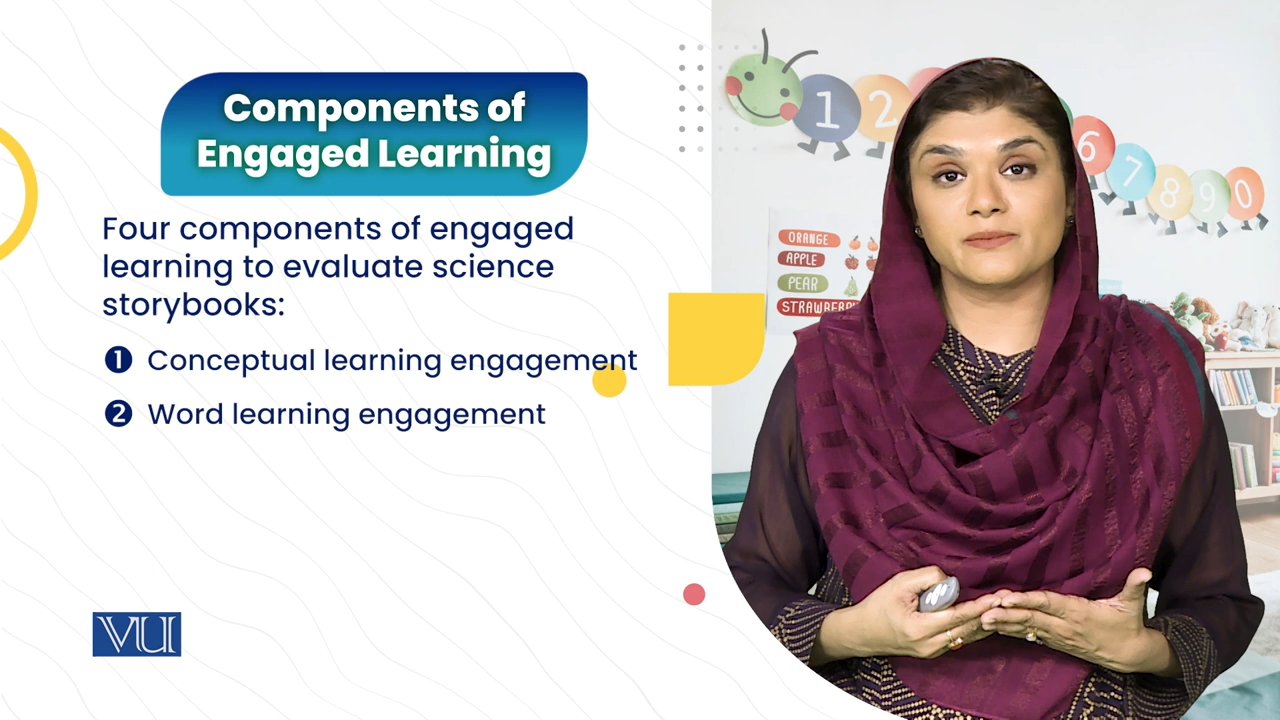 Components of
Engaged Learning
Four components of engaged
learning to evaluate science
storybooks:
❶ Conceptual learning engagement
❷ Word learning engagement
VU
1 2
6 7 8 9 0
ORANGE
APPLE
PEAR
STRAWBERRY